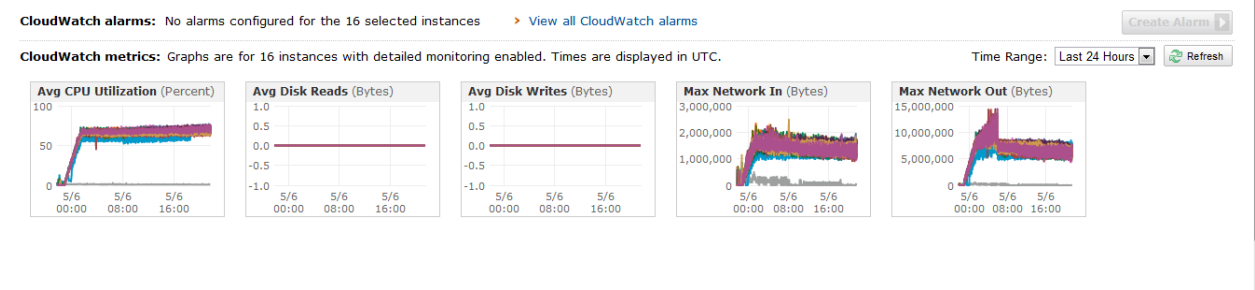 CloudWatch alarms: No alarms configured for the 16 selected instances View all CloudWatch alarms Create Alarm
CloudWatch metrics: Graphs are for 16 instances with detailed monitoring enabled. Times are displayed in UTC. Time Range: Last 24 Hours Refresh
Avg CPU Utilization (Percent)
100
50
0
5/6 5/6 5/6
00:00 08:00 16:00
Avg Disk Reads (Bytes)
1.0
0.5
0.0
-0.5
-1.0
5/6 5/6 5/6
00:00 08:00 16:00
Avg Disk Writes (Bytes)
1.0
0.5
0.0
-0.5
-1.0
5/6 5/6 5/6
00:00 08:00 16:00
Max Network In (Bytes)
3,000,000
2,000,000
1,000,000
0
5/6 5/6 5/6
00:00 08:00 16:00
Max Network Out (Bytes)
15,000,000
10,000,000
5,000,000
0
5/6 5/6 5/6
00:00 08:00 16:00